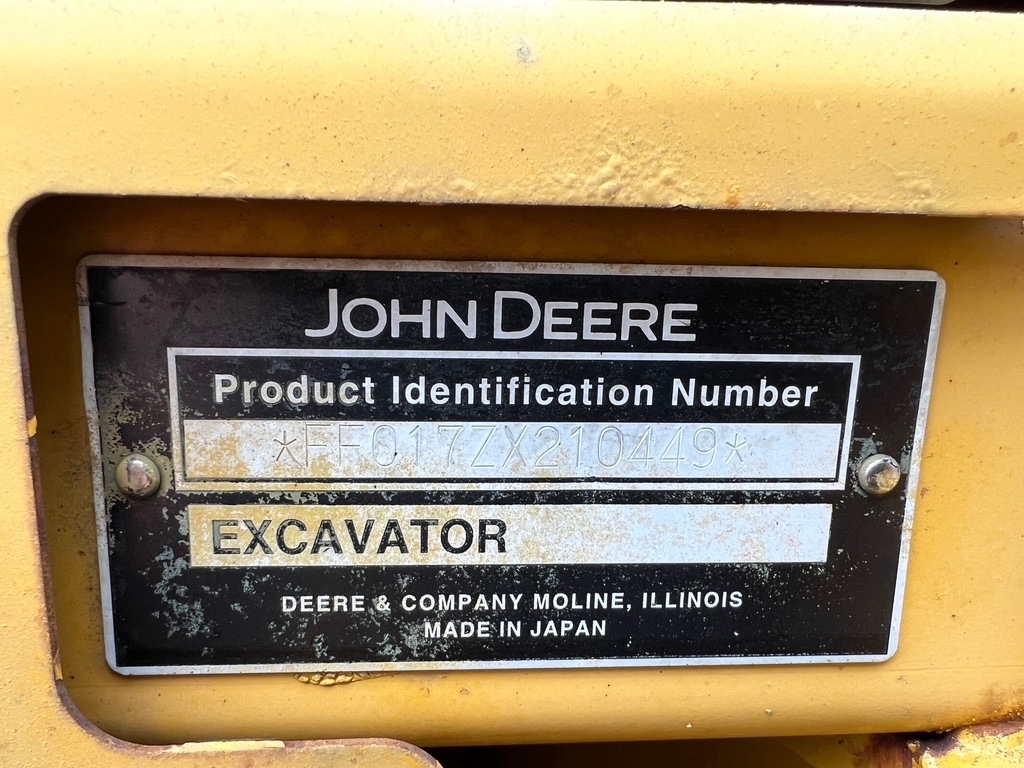 JOHN DEERE
Product Identification Number
*FF017ZX210449*
EXCAVATOR
DEERE & COMPANY MOLINE, ILLINOIS
MADE IN JAPAN